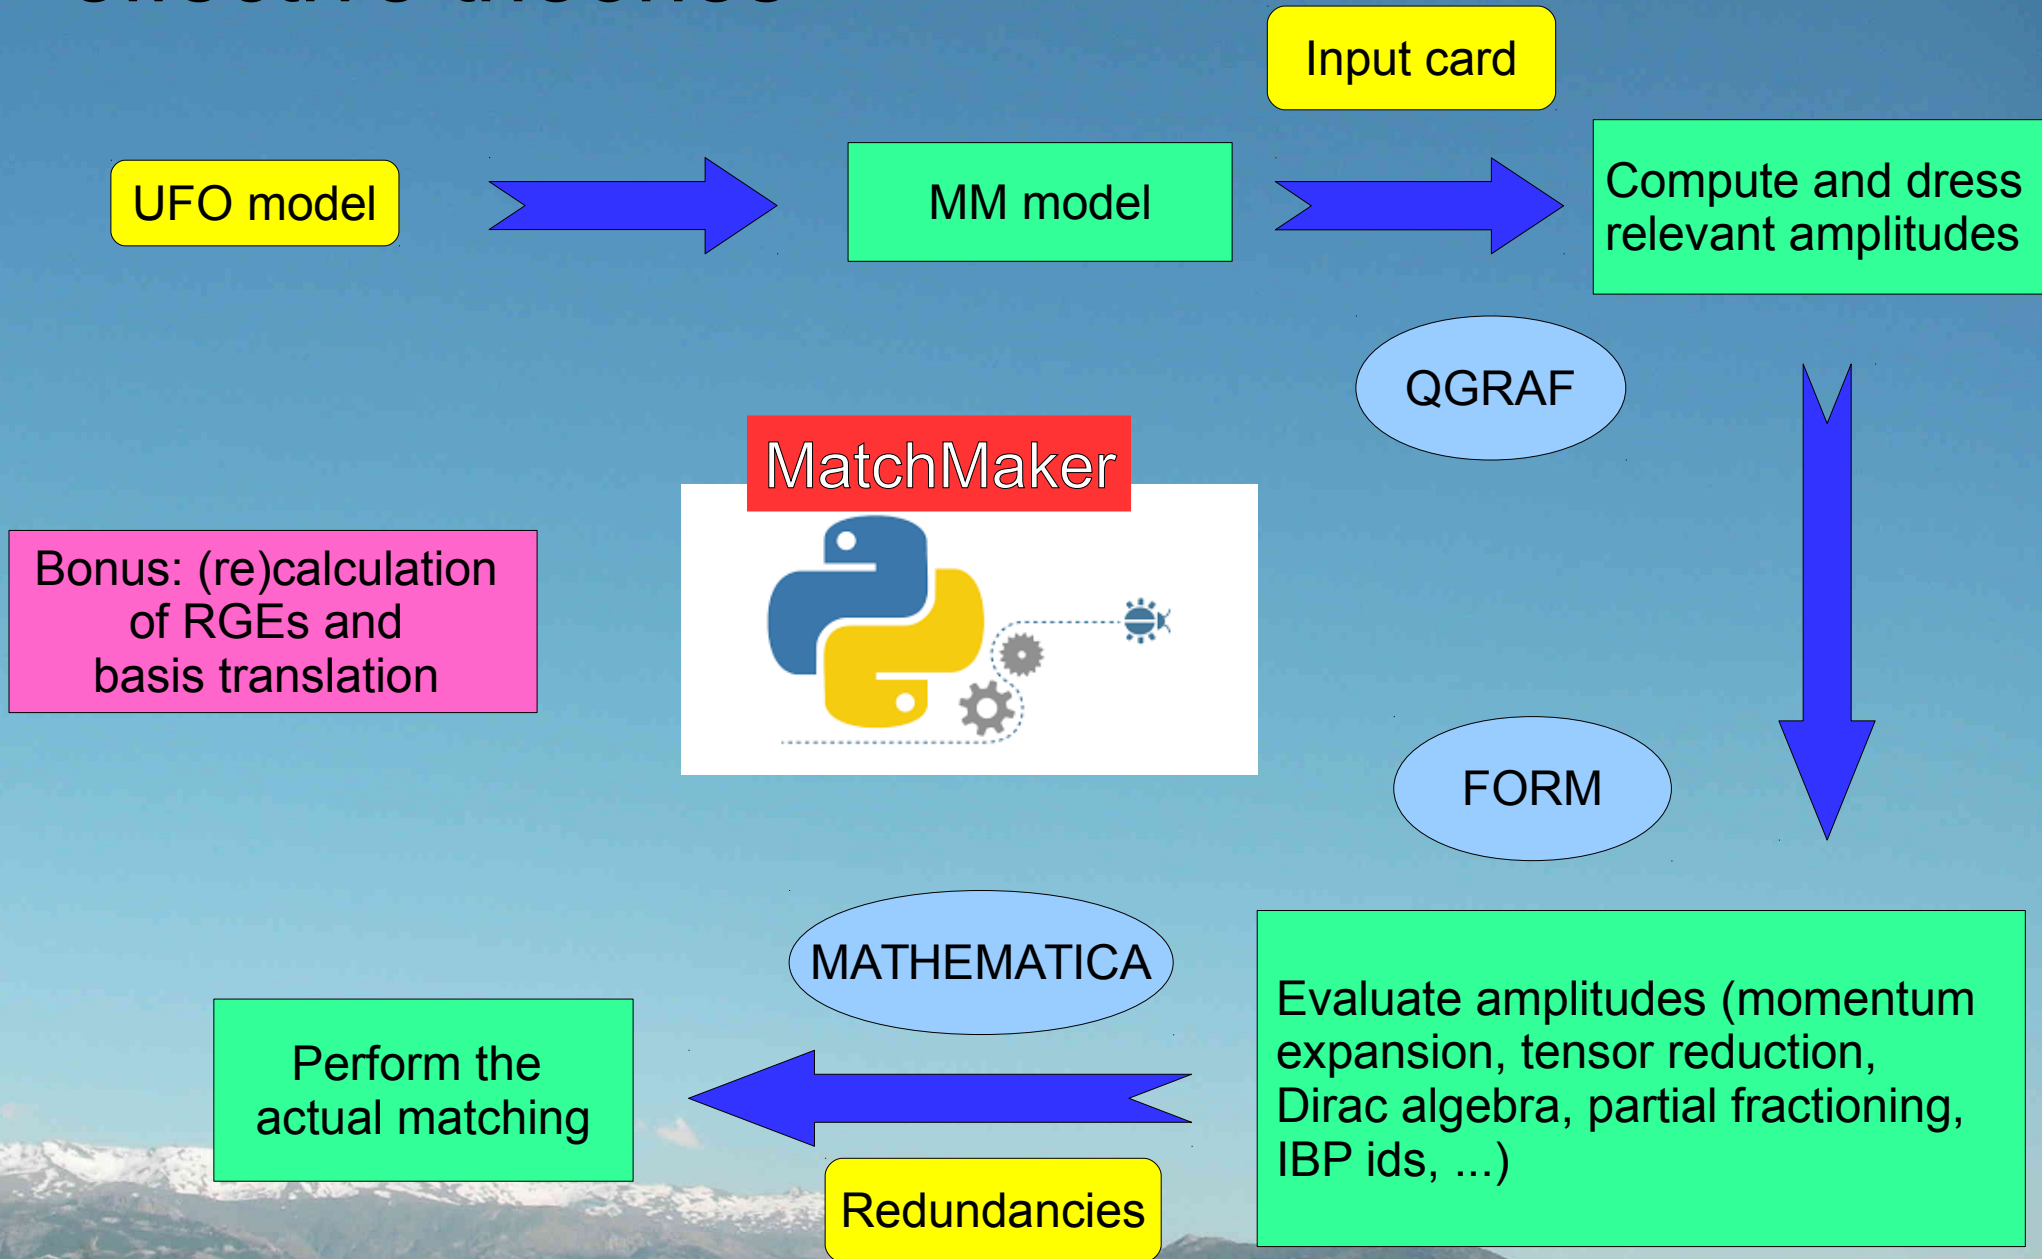 effective theories
Input card
UFO model
MM model
Compute and dress
relevant amplitudes
QGRAF
MatchMaker
Bonus: (re)calculation
of RGEs and
basis translation
FORM
MATHEMATICA
Perform the
actual matching
Evaluate amplitudes (momentum
expansion, tensor reduction,
Dirac algebra, partial fractioning,
IBP ids, ...)
Redundancies